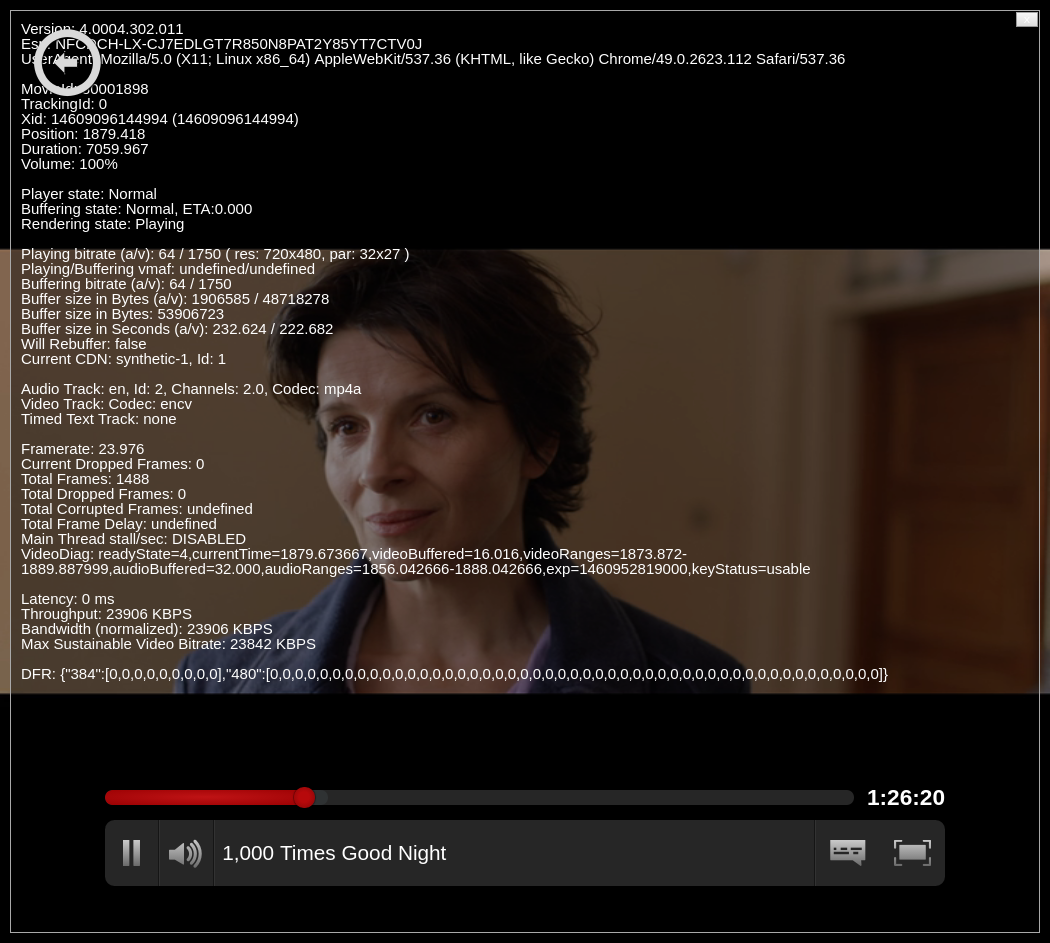 Version: 4.0004.302.011
Esn: NFCDCH-LX-CJ7EDLGT7R850N8PAT2Y85YT7CTV0J
UserAgent: Mozilla/5.0 (X11; Linux x86_64) AppleWebKit/537.36 (KHTML, like Gecko) Chrome/49.0.2623.112 Safari/537.36
MovieId: 80001898
TrackingId: 0
Xid: 14609096144994 (14609096144994)
Position: 1879.418
Duration: 7059.967
Volume: 100%
Player state: Normal
Buffering state: Normal, ETA:0.000
Rendering state: Playing
Playing bitrate (a/v): 64 / 1750 ( res: 720x480, par: 32x27 )
Playing/Buffering vmaf: undefined/undefined
Buffering bitrate (a/v): 64 / 1750
Buffer size in Bytes (a/v): 1906585 / 48718278
Buffer size in Bytes: 53906723
Buffer size in Seconds (a/v): 232.624 / 222.682
Will Rebuffer: false
Current CDN: synthetic-1, Id: 1
Audio Track: en, Id: 2, Channels: 2.0, Codec: mp4a
Video Track: Codec: encv
Timed Text Track: none
Framerate: 23.976
Current Dropped Frames: 0
Total Frames: 1488
Total Dropped Frames: 0
Total Corrupted Frames: undefined
Total Frame Delay: undefined
Main Thread stall/sec: DISABLED
VideoDiag: readyState=4,currentTime=1879.673667,videoBuffered=16.016,videoRanges=1873.872-
1889.887999,audioBuffered=32.000,audioRanges=1856.042666-1888.042666,exp=1460952819000,keyStatus=usable
Latency: 0 ms
Throughput: 23906 KBPS
Bandwidth (normalized): 23906 KBPS
Max Sustainable Video Bitrate: 23842 KBPS
DFR: {"384":[0,0,0,0,0,0,0,0,0],"480":[0,0,0,0,0,0,0,0,0,0,0,0,0,0,0,0,0,0,0,0,0,0,0,0,0,0,0,0,0,0,0,0,0,0,0,0,0,0,0,0,0,0,0,0,0,0,0,0,0]}
1:26:20
1,000 Times Good Night